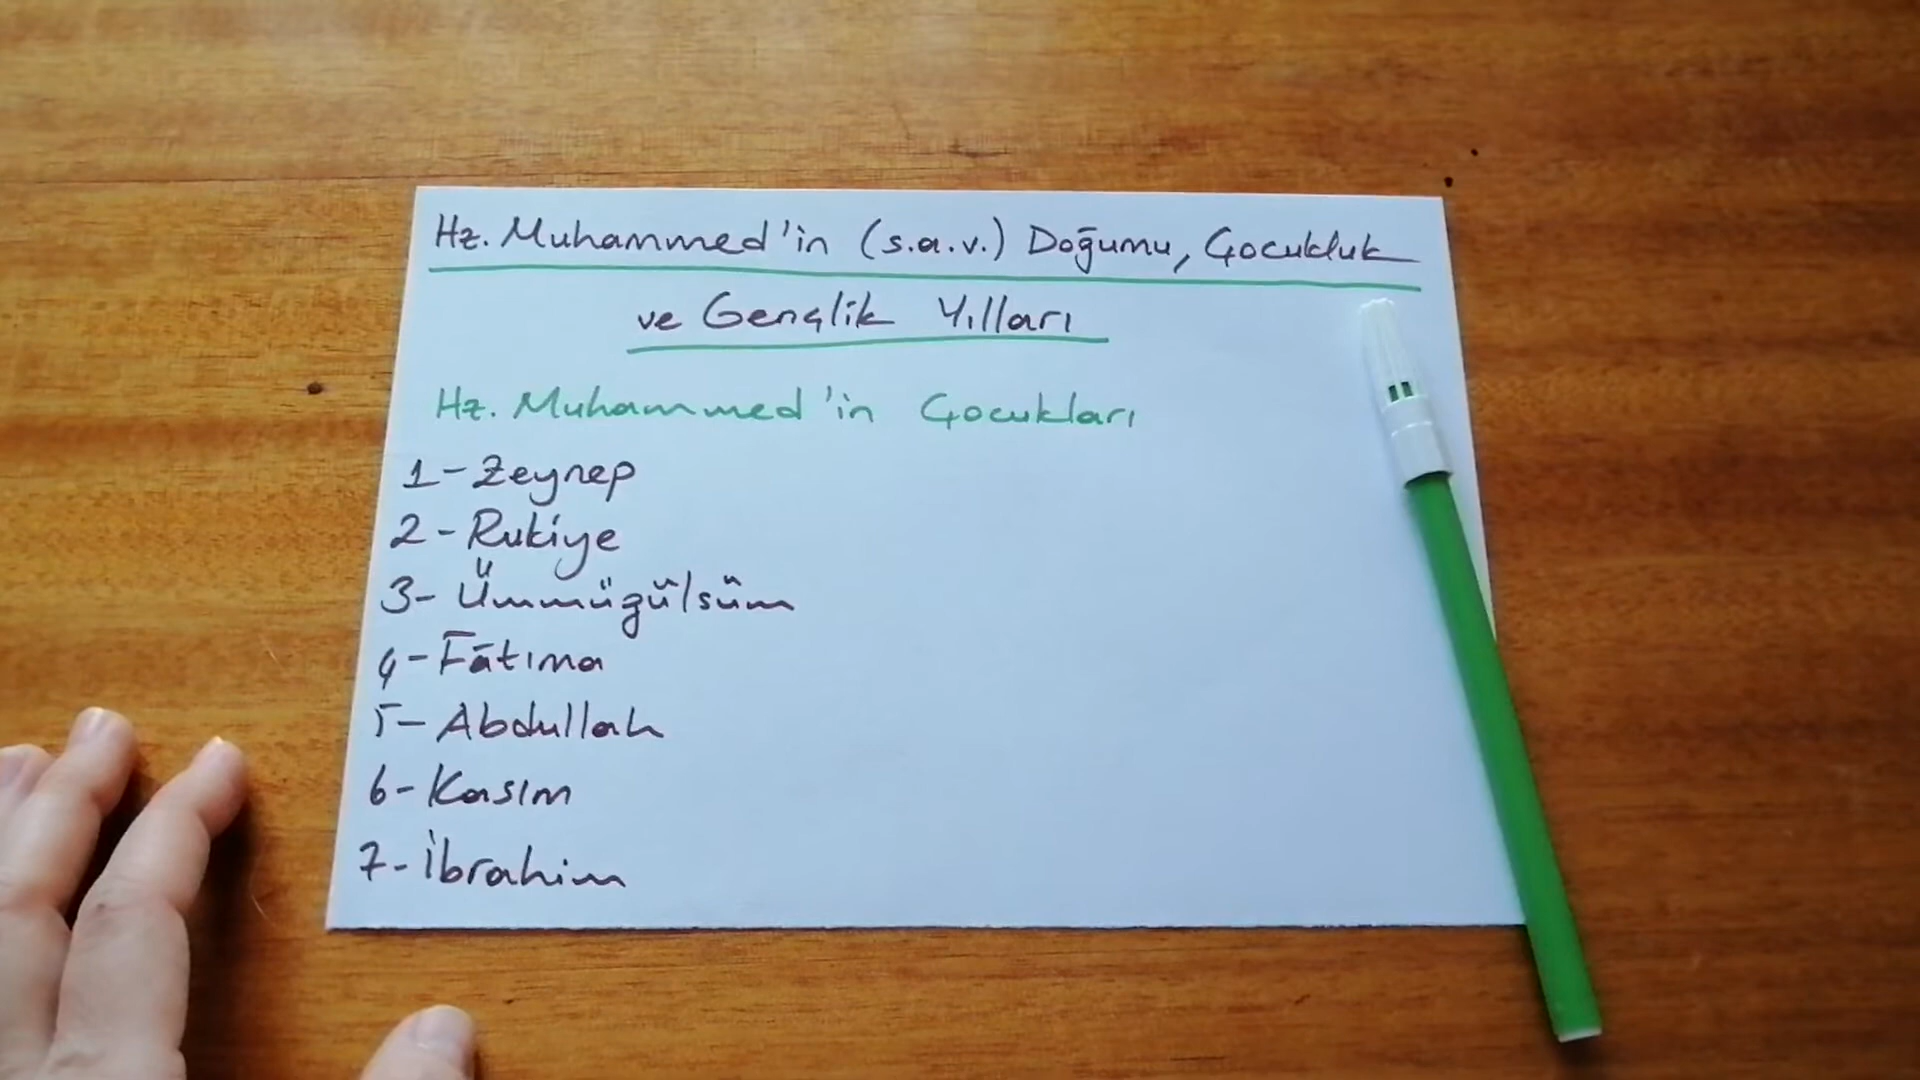 Hz. Muhammed'in (s.a.v.) Doğumu, Çocukluk
ve Gençlik Yılları
Hz. Muhammed'in Çocukları
1- Zeynep
2- Rukiye
3- Ümmügülsüm
4- Fātıma
5- Abdullah
6- Kasım
7- İbrahim